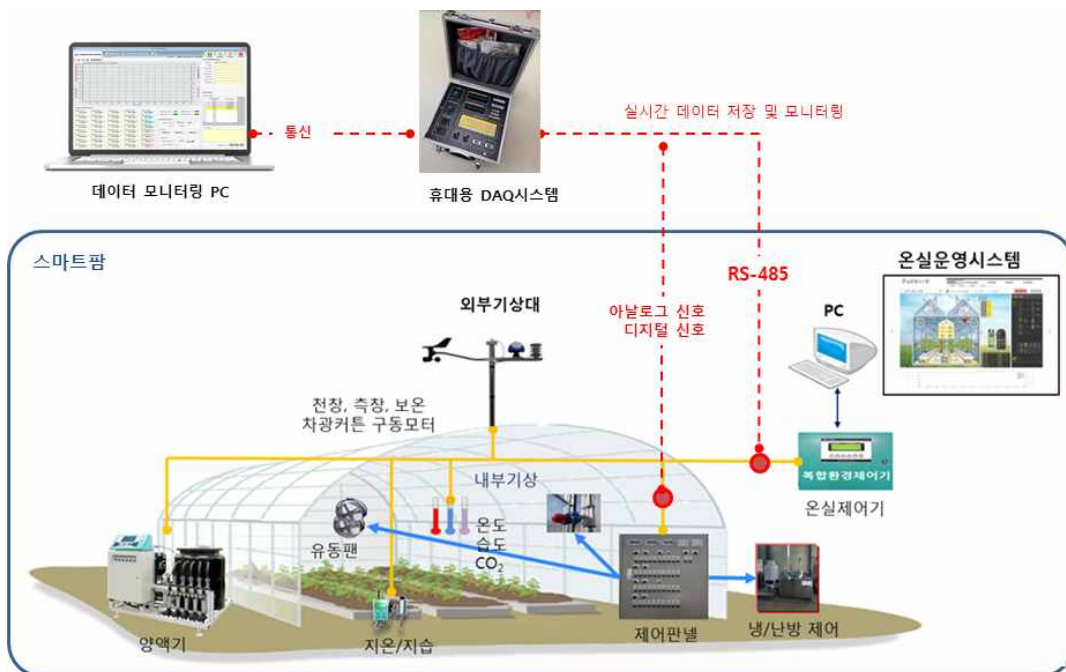 통신
실시간 데이터 저장 및 모니터링
데이터 모니터링 PC
휴대용 DAQ시스템
스마트팜
온실운영시스템
RS-485
외부기상대
아날로그 신호
디지털 신호
PC
천창, 측창, 보온
차광커튼 구동모터
내부기상
복합환경제어기
온실제어기
유동팬
온도
습도
CO₂
양액기
지온/지습
제어판넬
냉/난방 제어